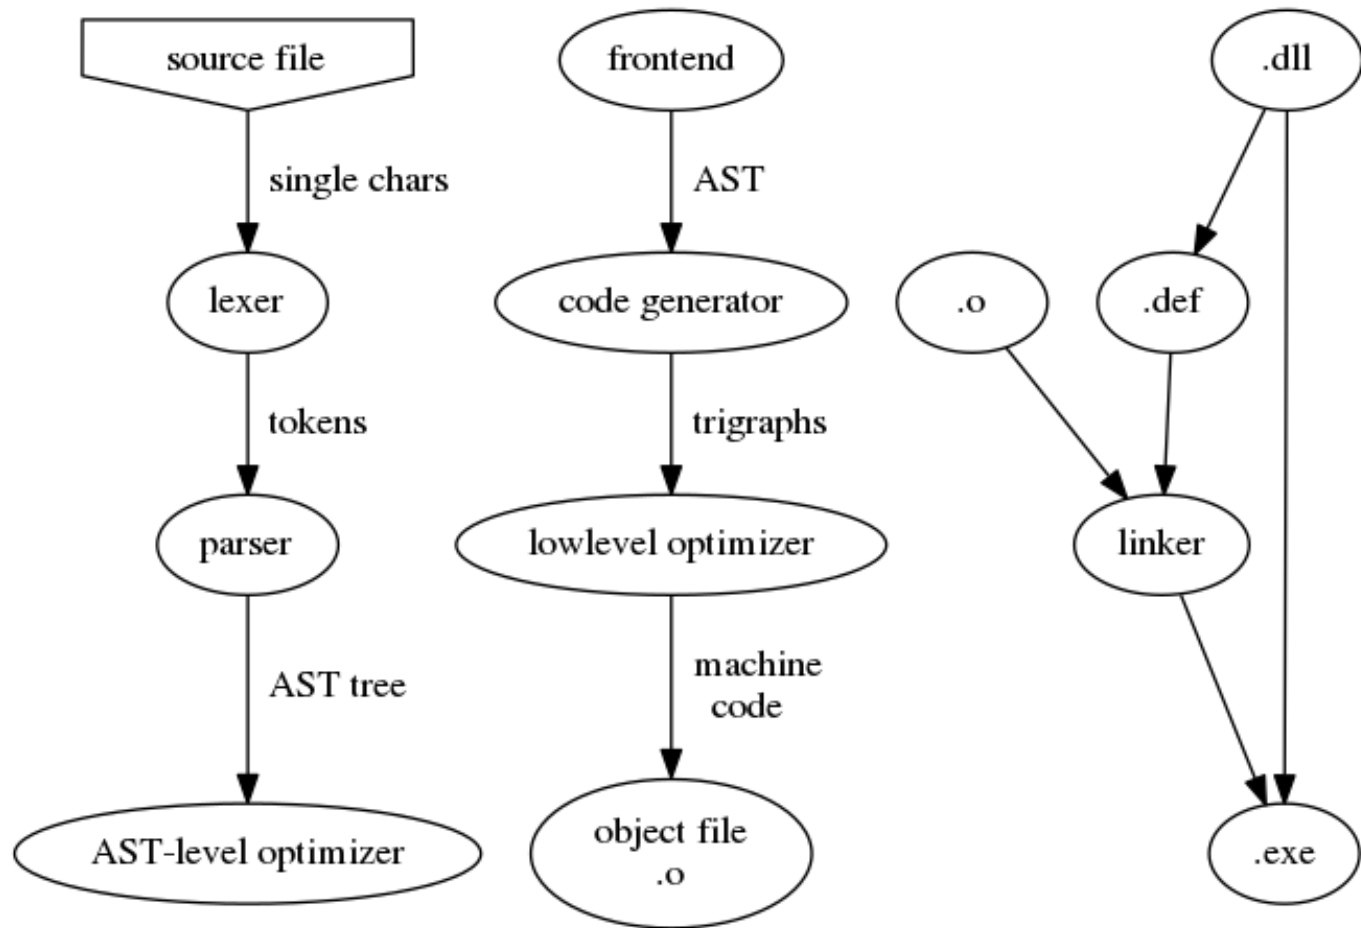 source file
single chars
lexer
tokens
parser
AST tree
AST-level optimizer
frontend
AST
code generator
trigraphs
lowlevel optimizer
machine
code
object file
.o
.dll
.o
.def
linker
.exe